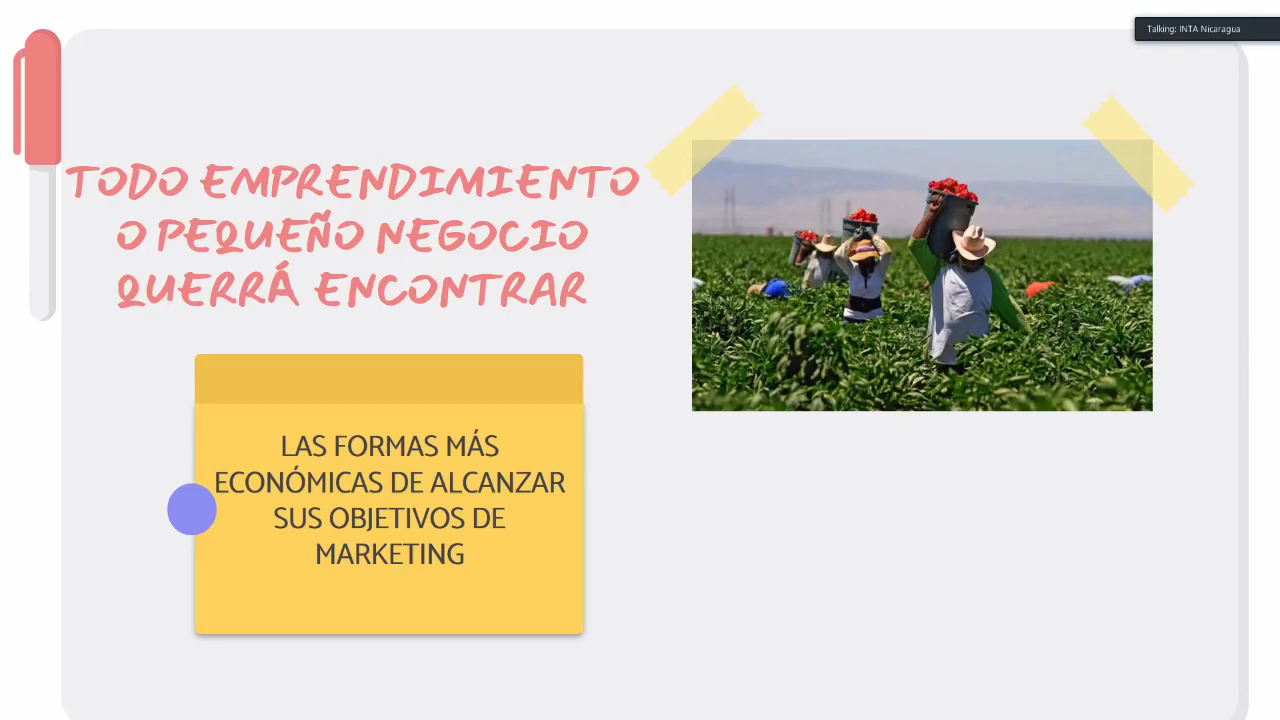 Talking: INTA Nicaragua
TODO EMPRENDIMIENTO
O PEQUEÑO NEGOCIO
QUERRÁ ENCONTRAR
LAS FORMAS MÁS
ECONÓMICAS DE ALCANZAR
SUS OBJETIVOS DE
MARKETING